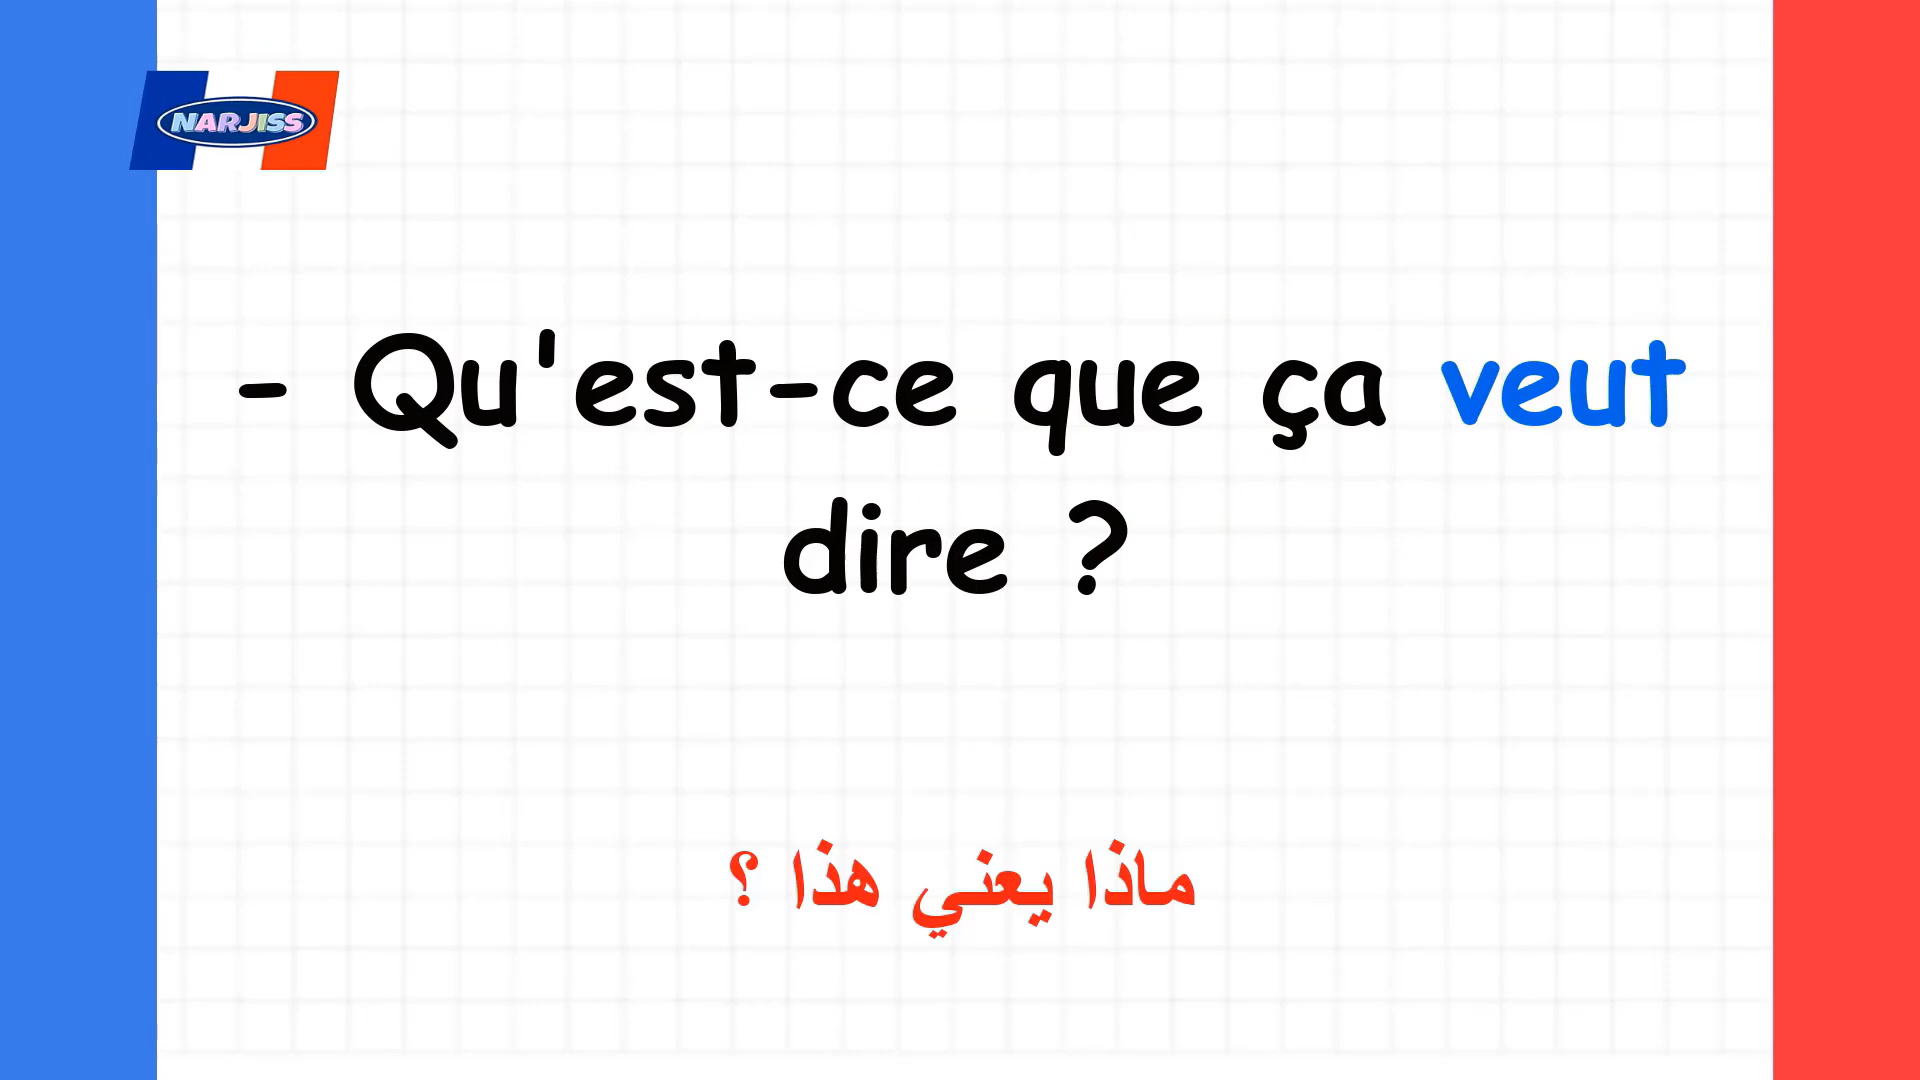 NARJISS
- Qu'est-ce que ça veut
dire ?
ماذا يعني هذا ؟